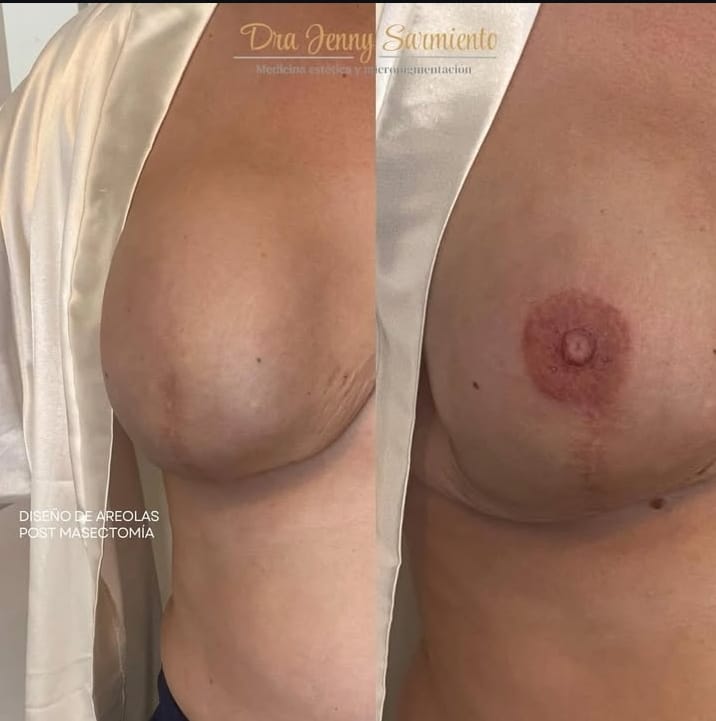 Dra Jenny Sarmiento
Medicina estética y micropigmentacion
DISEÑO DE AREOLAS
POST MASECTOMÍA